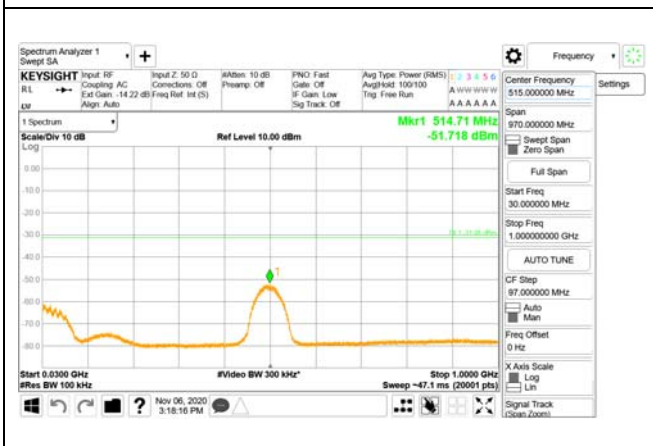 Spectrum Analyzer 1
Swept SA
+
Frequency
KEYSIGHT
Input: RF
Input Z: 50 Ω
#Atten: 10 dB
PNO: Fast
Avg Type: Power (RMS)
1 2 3 4 5 6
RL
Coupling: AC
Corrections: Off
Preamp: Off
Gate: Off
Avg|Hold: 100/100
A W W W W W
Ext Gain: -14.22 dB
Freq Ref: Int (S)
IF Gain: Low
Trig: Free Run
Align: Auto
Sig Track: Off
A A A A A A
1 Spectrum
Mkr1 514.71 MHz
Scale/Div 10 dB
Ref Level 10.00 dBm
-51.718 dBm
Log
0.00
-10.0
-20.0
-30.0
-40.0
-50.0
-60.0
-70.0
-80.0
1
Start 0.0300 GHz
#Video BW 300 kHz*
Stop 1.0000 GHz
#Res BW 100 kHz
Sweep ~47.1 ms (20001 pts)
Center Frequency
515.000000 MHz
Settings
Span
970.000000 MHz
Swept Span
Zero Span
Full Span
Start Freq
30.000000 MHz
Stop Freq
1.000000000 GHz
AUTO TUNE
CF Step
97.000000 MHz
Auto
Man
Freq Offset
0 Hz
X Axis Scale
Log
Lin
Signal Track
(Span Zoom)
?
Nov 06, 2020
3:18:16 PM